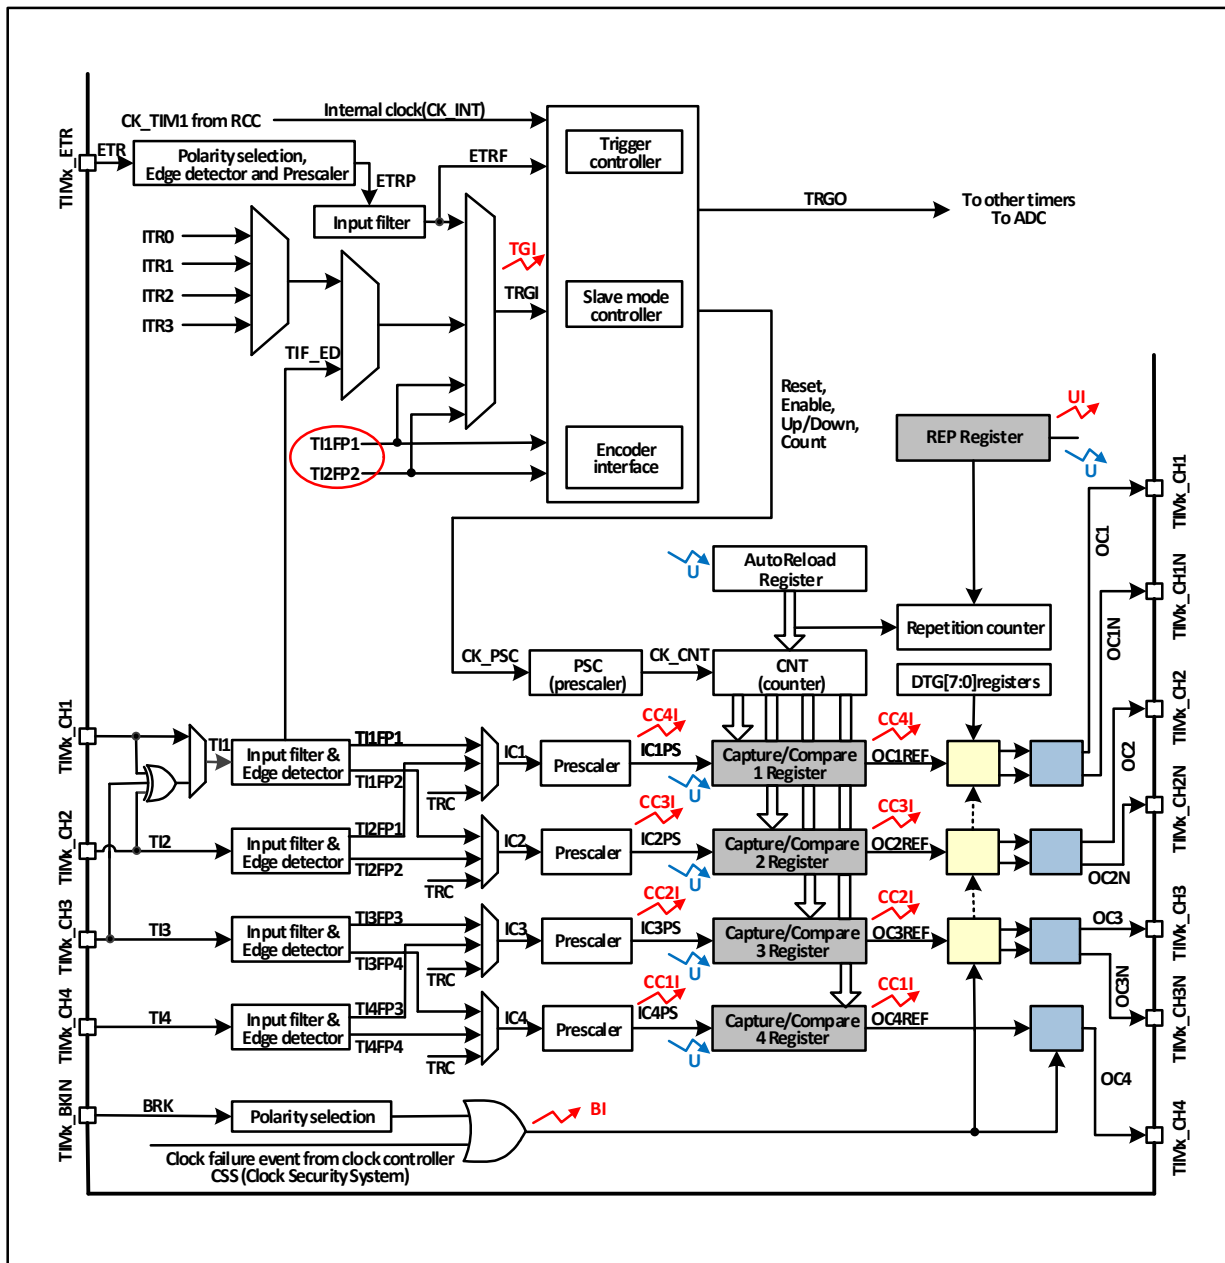 Internal clock(CK_INT)
CK_TIM1 from RCC
TIMx_ETR
ETR
Polarity selection,
Edge detector and Prescaler
ETRP
Input filter
ETRF
Trigger
controller
TRGO
To other timers
To ADC
ITR0
ITR1
ITR2
ITR3
TGI
TRGI
Slave mode
controller
TIF_ED
Reset,
Enable,
Up/Down,
Count
TI1FP1
TI2FP2
Encoder
interface
UI
REP Register
U
TIMx_CH1
OC1
U
AutoReload
Register
TIMx_CH1N
OC1N
Repetition counter
CK_PSC
PSC
(prescaler)
CK_CNT
CNT
(counter)
DTG[7:0]registers
TIMx_CH2
OC2
TIMx_CH1
TI1
Input filter &
Edge detector
TI1FP1
TI1FP2
TRC
IC1
Prescaler
CC4I
IC1PS
U
Capture/Compare
1 Register
CC4I
OC1REF
TIMx_CH2N
TIMx_CH2
TI2
Input filter &
Edge detector
TI2FP1
TI2FP2
TRC
IC2
Prescaler
CC3I
IC2PS
U
Capture/Compare
2 Register
CC3I
OC2REF
OC2N
TIMx_CH3
TI3
Input filter &
Edge detector
TI3FP3
TI3FP4
TRC
IC3
Prescaler
CC2I
IC3PS
U
Capture/Compare
3 Register
CC2I
OC3REF
OC3
TIMx_CH3
OC3N
TIMx_CH3N
TIMx_CH4
TI4
Input filter &
Edge detector
TI4FP3
TI4FP4
TRC
IC4
Prescaler
CC1I
IC4PS
U
Capture/Compare
4 Register
CC1I
OC4REF
OC4
TIMx_CH4
TIMx_BKIN
BRK
Polarity selection
BI
Clock failure event from clock controller
CSS (Clock Security System)